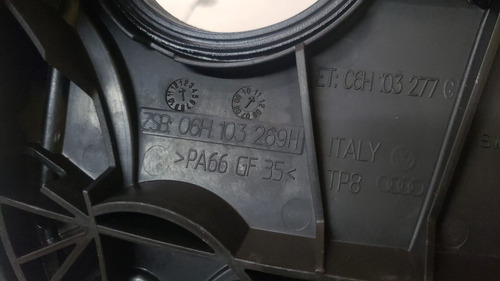 ET: 06H 103 277 G
ZSB 06H 103 269H
>PA66 GF 35<
ITALY
TP8